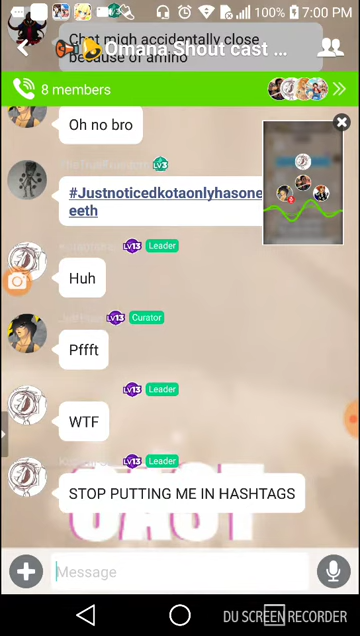 100% 7:00 PM
Chat migh accidentally close
Omana Shout cast ...
because of amino
8 members
Oh no bro
LV3
#Justnoticedkotaonlyhasone
eeth
LV13 Leader
Huh
LV13 Curator
Pffft
LV13 Leader
WTF
LV13 Leader
STOP PUTTING ME IN HASHTAGS
CAST
Message
DU SCREEN RECORDER